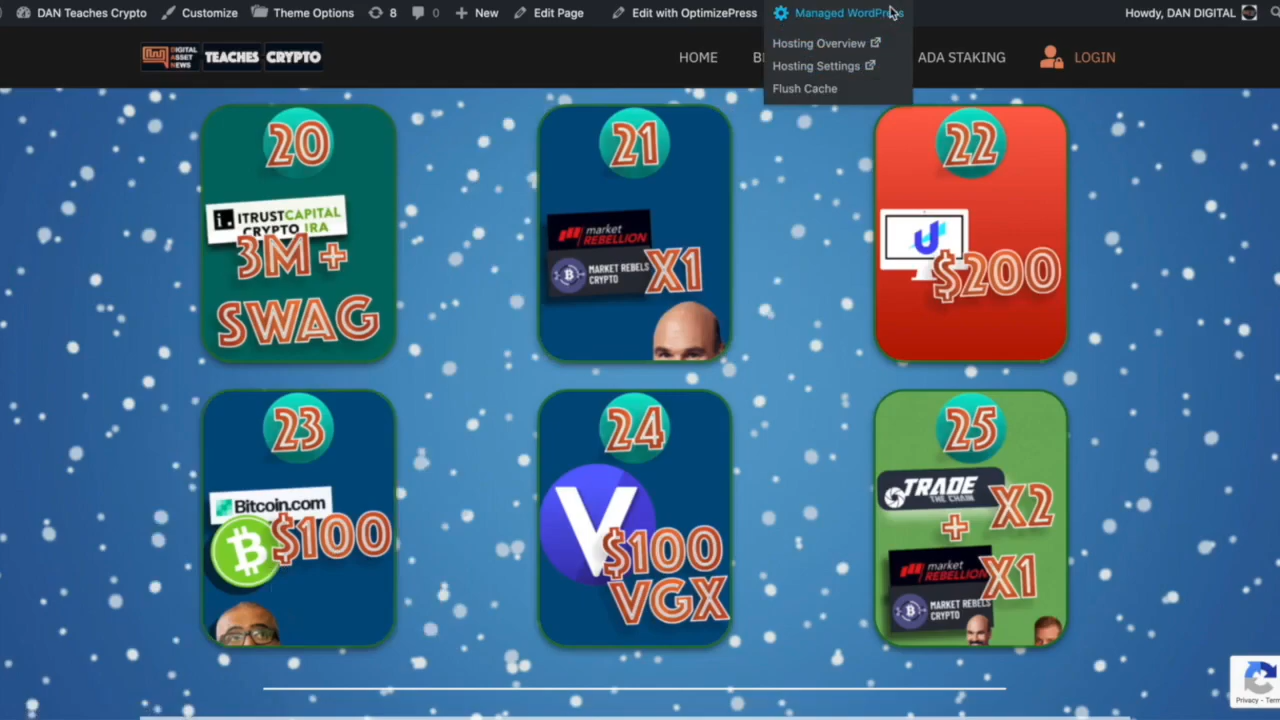 DAN Teaches Crypto Customize Theme Options 8 0 New Edit Page Edit with OptimizePress Managed WordPress Howdy, DAN DIGITAL
Hosting Overview
Hosting Settings
Flush Cache
DIGITAL
ASSET
NEWS
TEACHES CRYPTO
HOME ADA STAKING LOGIN
20
ITRUSTCAPITAL
CRYPTO IRA
3M+
SWAG
21
market
REBELLION
MARKET REBELS
CRYPTO
X1
22
$200
23
Bitcoin.com
$100
24
$100
VGX
25
TRADE
THE CHAIN
X2
+
market
REBELLION
X1
MARKET REBELS
CRYPTO
Privacy - Term